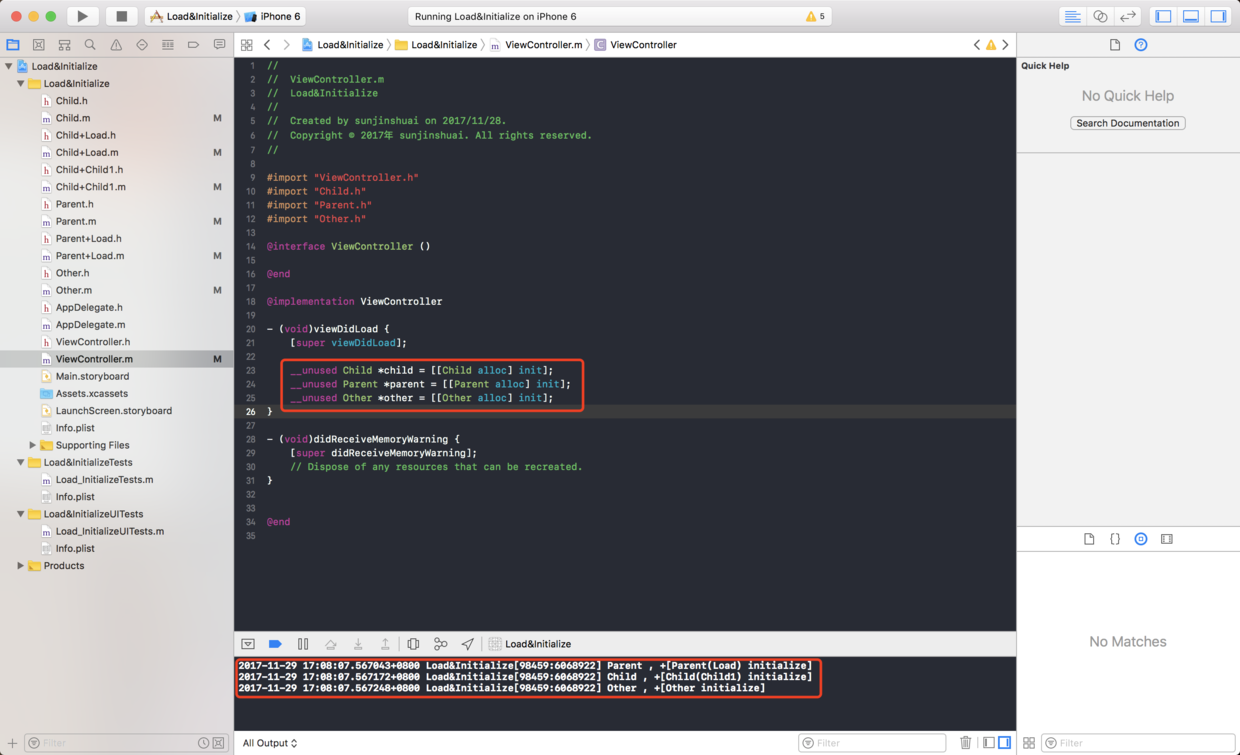 Load&Initialize
iPhone 6
Running Load&Initialize on iPhone 6
5
Load&Initialize
Load&Initialize
Child.h
Child.m M
Child+Load.h
Child+Load.m M
Child+Child1.h
Child+Child1.m M
Parent.h
Parent.m M
Parent+Load.h
Parent+Load.m M
Other.h
Other.m M
AppDelegate.h
AppDelegate.m
ViewController.h
ViewController.m M
Main.storyboard
Assets.xcassets
LaunchScreen.storyboard
Info.plist
Supporting Files
Load&InitializeTests
Load_InitializeTests.m
Info.plist
Load&InitializeUITests
Load_InitializeUITests.m
Info.plist
Products
Filter
Load&Initialize Load&Initialize ViewController.m ViewController
1 //
2 //  ViewController.m
3 //  Load&Initialize
4 //
5 //  Created by sunjinshuai on 2017/11/28.
6 //  Copyright © 2017年 sunjinshuai. All rights reserved.
7 //
8
9 #import "ViewController.h"
10 #import "Child.h"
11 #import "Parent.h"
12 #import "Other.h"
13
14 @interface ViewController ()
15
16 @end
17
18 @implementation ViewController
19
20 - (void)viewDidLoad {
21     [super viewDidLoad];
22
23     __unused Child *child = [[Child alloc] init];
24     __unused Parent *parent = [[Parent alloc] init];
25     __unused Other *other = [[Other alloc] init];
26 }
27
28 - (void)didReceiveMemoryWarning {
29     [super didReceiveMemoryWarning];
30     // Dispose of any resources that can be recreated.
31 }
32
33
34 @end
35
Load&Initialize
2017-11-29 17:08:07.567043+0800 Load&Initialize[98459:6068922] Parent , +[Parent(Load) initialize]
2017-11-29 17:08:07.567172+0800 Load&Initialize[98459:6068922] Child , +[Child(Child1) initialize]
2017-11-29 17:08:07.567248+0800 Load&Initialize[98459:6068922] Other , +[Other initialize]
All Output
Filter
Quick Help
No Quick Help
Search Documentation
No Matches
Filter